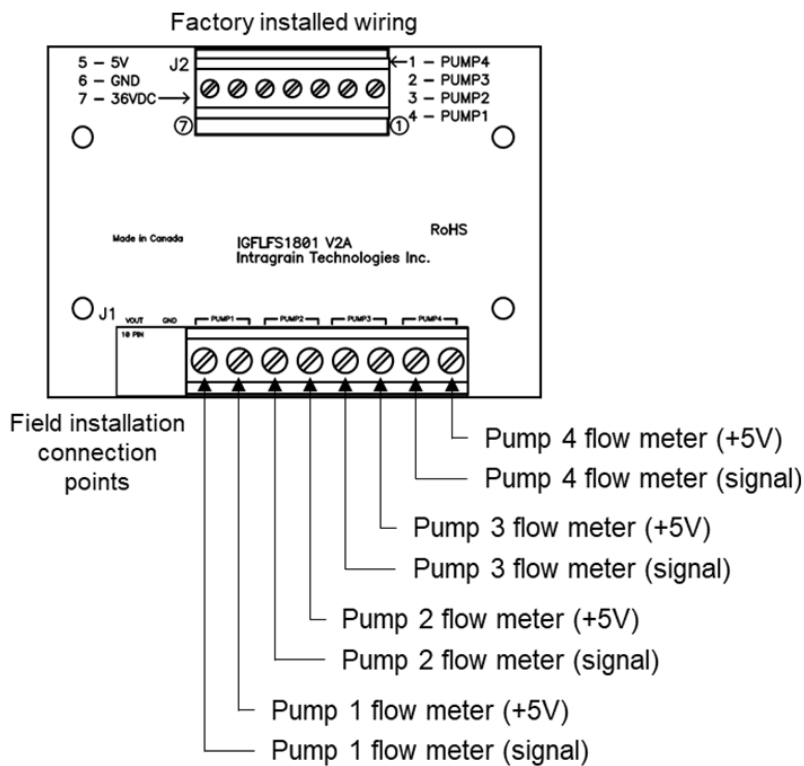 Factory installed wiring
5 – 5V
6 – GND
7 – 36VDC
J2
1 – PUMP4
2 – PUMP3
3 – PUMP2
4 – PUMP1
7
1
Made in Canada
IGFLFS1801 V2A
Intragrain Technologies Inc.
RoHS
J1
VOUT GND PUMP1 PUMP2 PUMP3 PUMP4
10 PIN
Field installation
connection
points
Pump 4 flow meter (+5V)
Pump 4 flow meter (signal)
Pump 3 flow meter (+5V)
Pump 3 flow meter (signal)
Pump 2 flow meter (+5V)
Pump 2 flow meter (signal)
Pump 1 flow meter (+5V)
Pump 1 flow meter (signal)